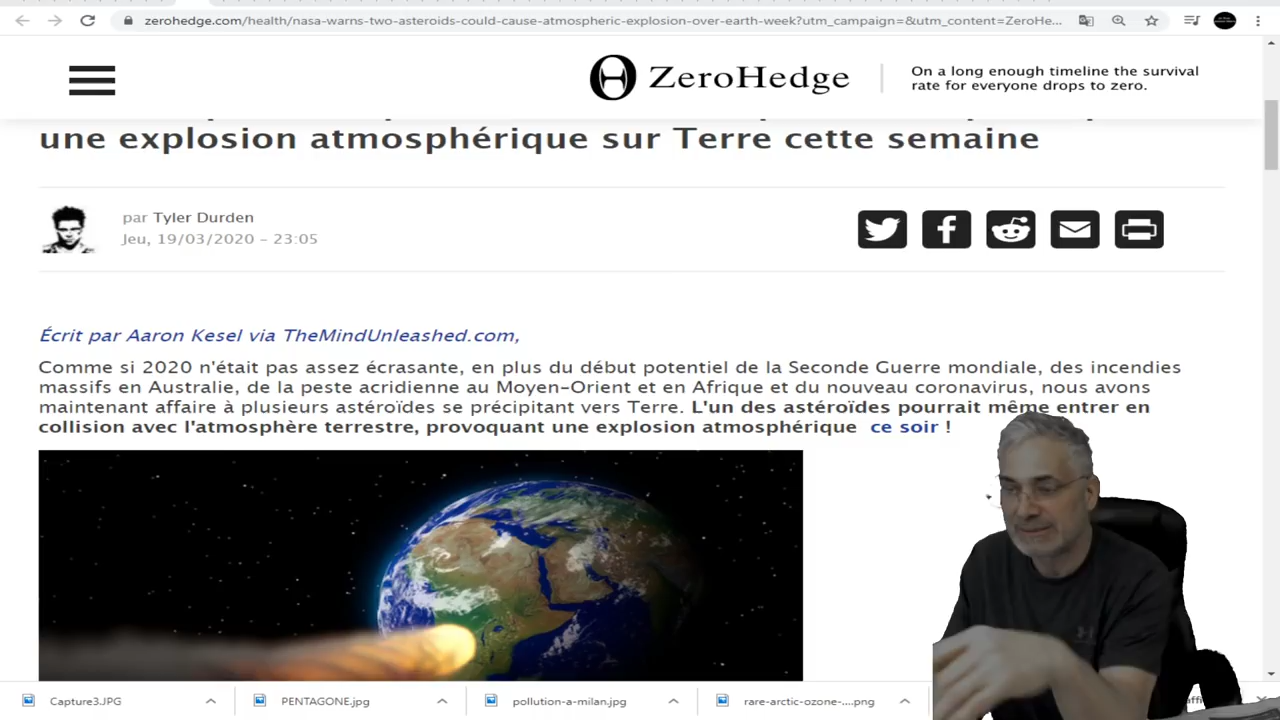 zerohedge.com/health/nasa-warns-two-asteroids-could-cause-atmospheric-explosion-over-earth-week?utm_campaign=&utm_content=ZeroHe...
ZeroHedge
On a long enough timeline the survival
rate for everyone drops to zero.
une explosion atmosphérique sur Terre cette semaine
par Tyler Durden
Jeu, 19/03/2020 - 23:05
Écrit par Aaron Kesel via TheMindUnleashed.com,
Comme si 2020 n'était pas assez écrasante, en plus du début potentiel de la Seconde Guerre mondiale, des incendies
massifs en Australie, de la peste acridienne au Moyen-Orient et en Afrique et du nouveau coronavirus, nous avons
maintenant affaire à plusieurs astéroïdes se précipitant vers Terre. L'un des astéroïdes pourrait même entrer en
collision avec l'atmosphère terrestre, provoquant une explosion atmosphérique ce soir !
Capture3.JPG
PENTAGONE.jpg
pollution-a-milan.jpg
rare-arctic-ozone-....png